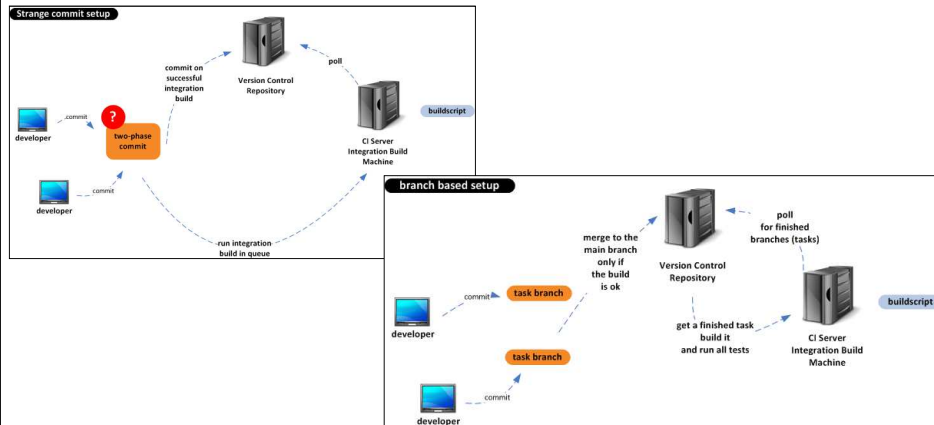 Strange commit setup
commit on
successful
integration
build
Version Control
Repository
poll
buildscript
CI Server
Integration Build
Machine
commit
developer
?
two-phase
commit
commit
developer
run integration
build in queue
branch based setup
merge to the
main branch
only if
the build
is ok
Version Control
Repository
poll
for finished
branches (tasks)
buildscript
commit
task branch
developer
get a finished task
build it
and run all tests
CI Server
Integration Build
Machine
task branch
commit
developer